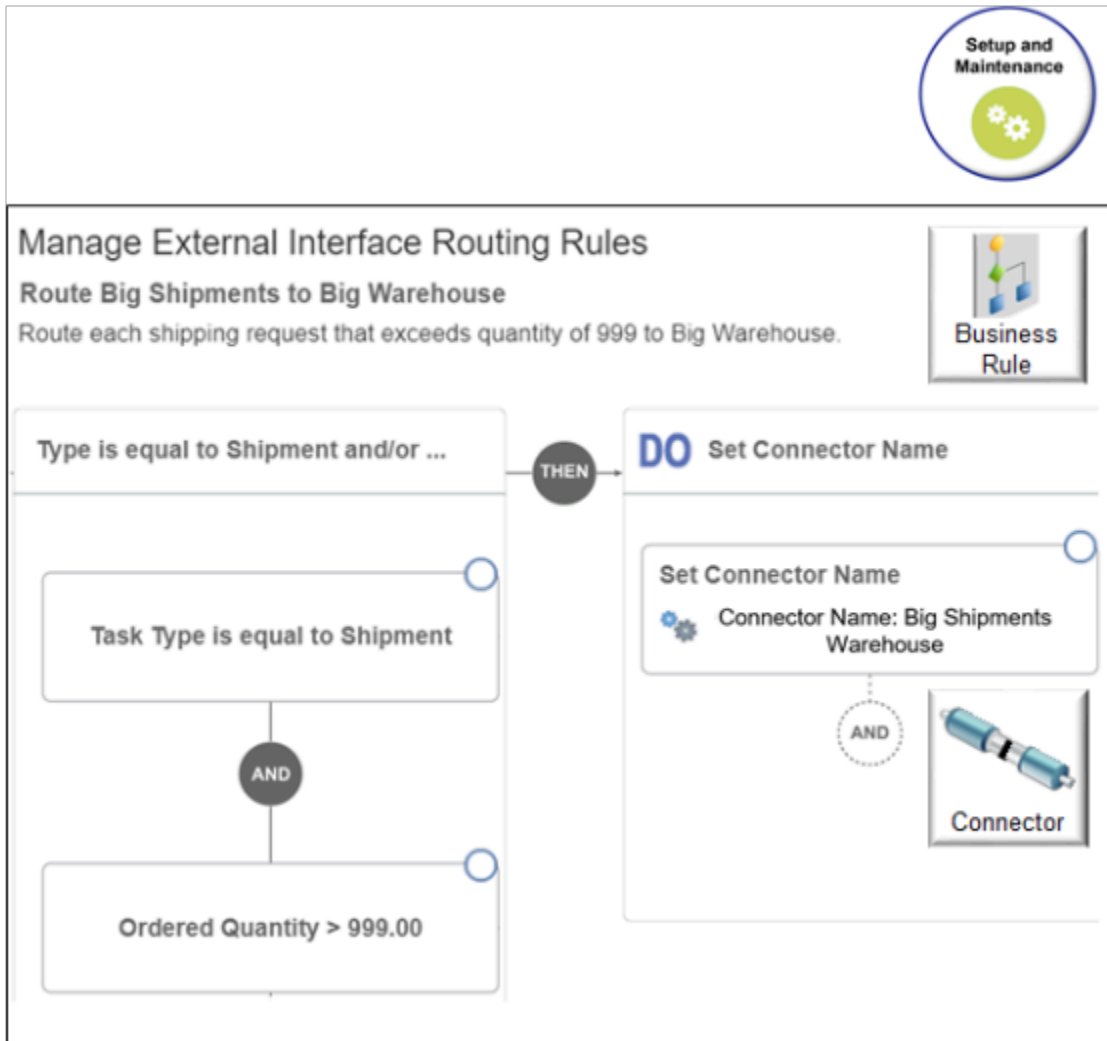 Setup and
Maintenance
Manage External Interface Routing Rules
Route Big Shipments to Big Warehouse
Route each shipping request that exceeds quantity of 999 to Big Warehouse.
Business
Rule
Type is equal to Shipment and/or ...
THEN
DO Set Connector Name
Task Type is equal to Shipment
Set Connector Name
Connector Name: Big Shipments
Warehouse
AND
AND
Connector
Ordered Quantity > 999.00